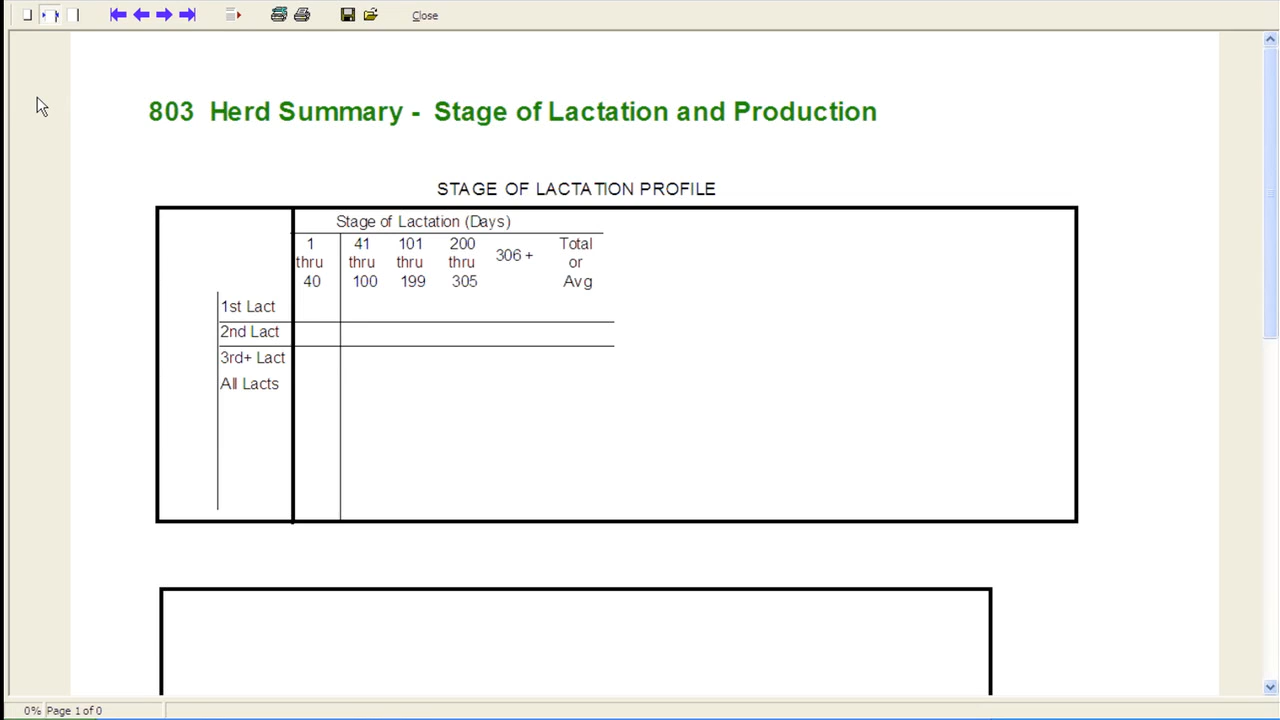 Close
803 Herd Summary - Stage of Lactation and Production
STAGE OF LACTATION PROFILE
Stage of Lactation (Days)
1 41 101 200 Total
thru thru thru thru 306 + or
40 100 199 305 Avg
1st Lact
2nd Lact
3rd+ Lact
All Lacts
0% Page 1 of 0